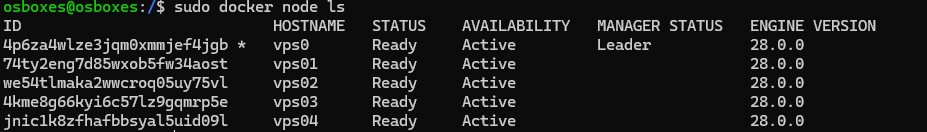 osboxes@osboxes:/$ sudo docker node ls
ID HOSTNAME STATUS AVAILABILITY MANAGER STATUS ENGINE VERSION
4p6za4wlze3jqm0xmmjef4jgb * vps0 Ready Active Leader 28.0.0
74ty2eng7d85wxob5fw34aost vps01 Ready Active 28.0.0
we54tlmaka2wwcroq05uy75vl vps02 Ready Active 28.0.0
4kme8g66kyi6c57lz9gqmrp5e vps03 Ready Active 28.0.0
jnic1k8zfhafbbsyal5uid09l vps04 Ready Active 28.0.0